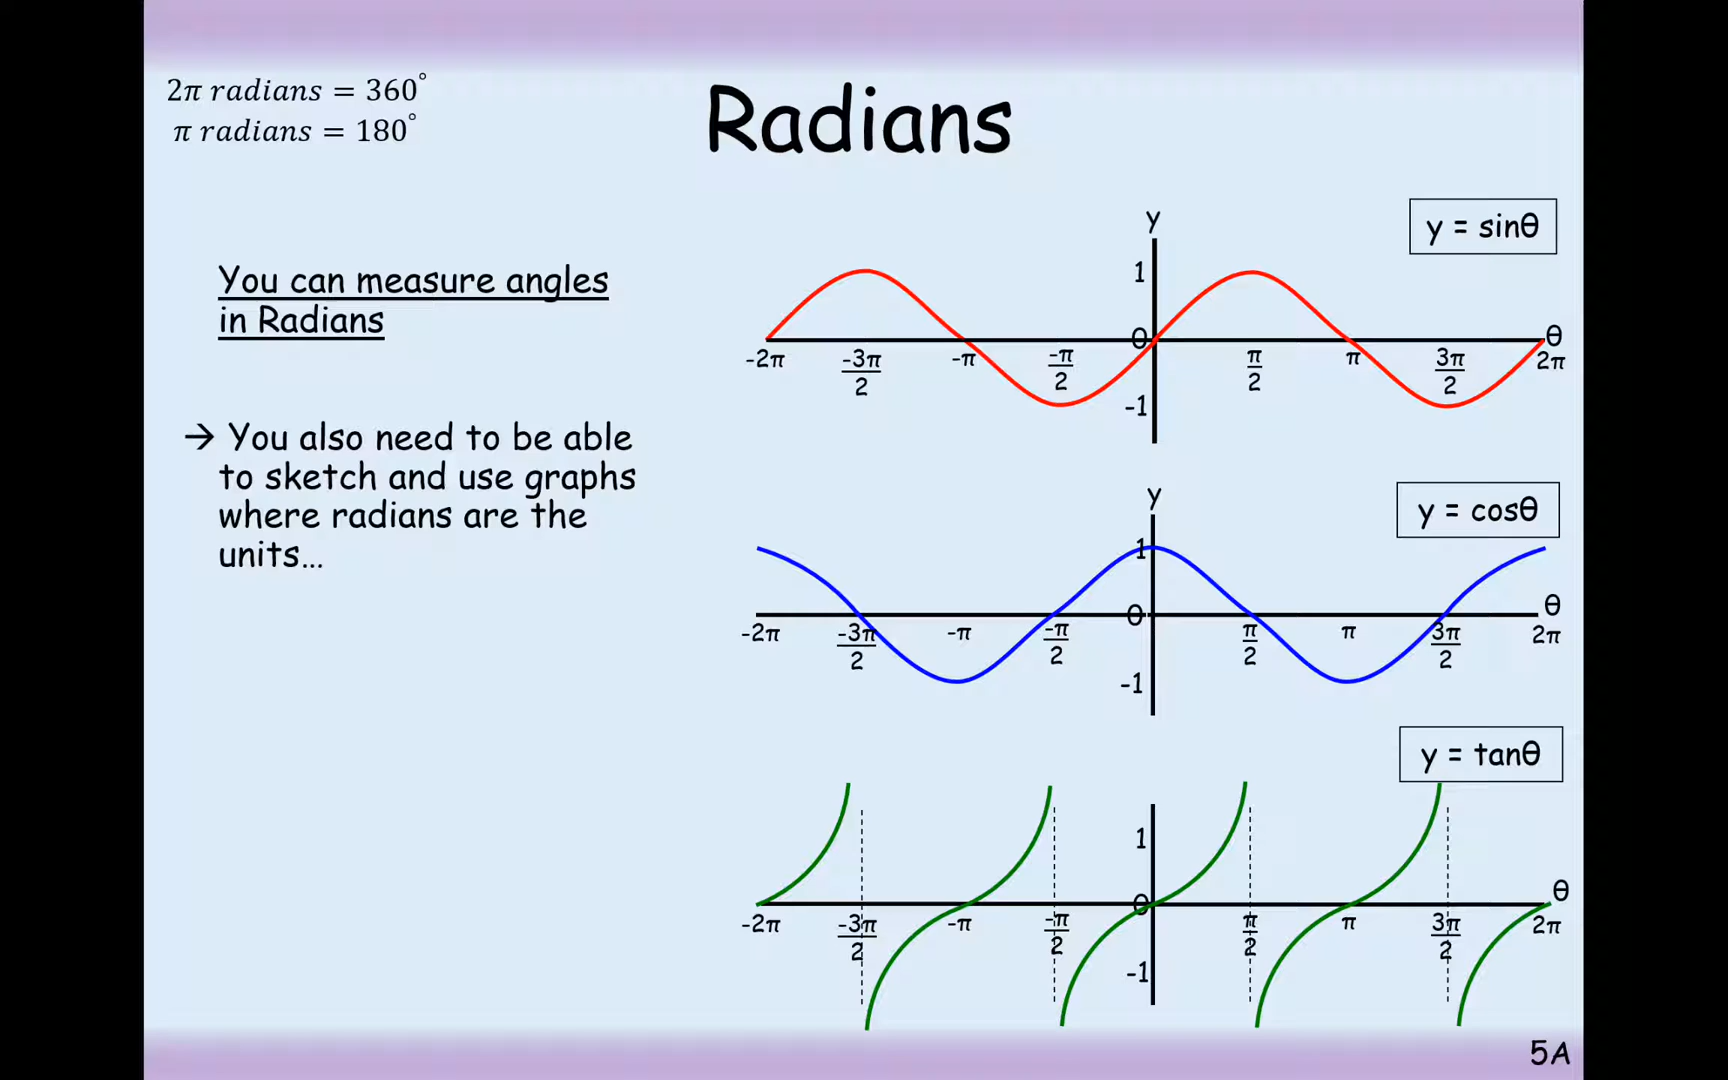 2π radians = 360°
π radians = 180°
Radians
You can measure angles
in Radians
→ You also need to be able
to sketch and use graphs
where radians are the
units...
y = sinθ
y
1
0
-1
θ
-2π
-3π/2
-π
-π/2
π/2
π
3π/2
2π
y = cosθ
y
1
0
-1
θ
-2π
-3π/2
-π
-π/2
π/2
π
3π/2
2π
y = tanθ
1
0
-1
θ
-2π
-3π/2
-π
-π/2
π/2
π
3π/2
2π
5A